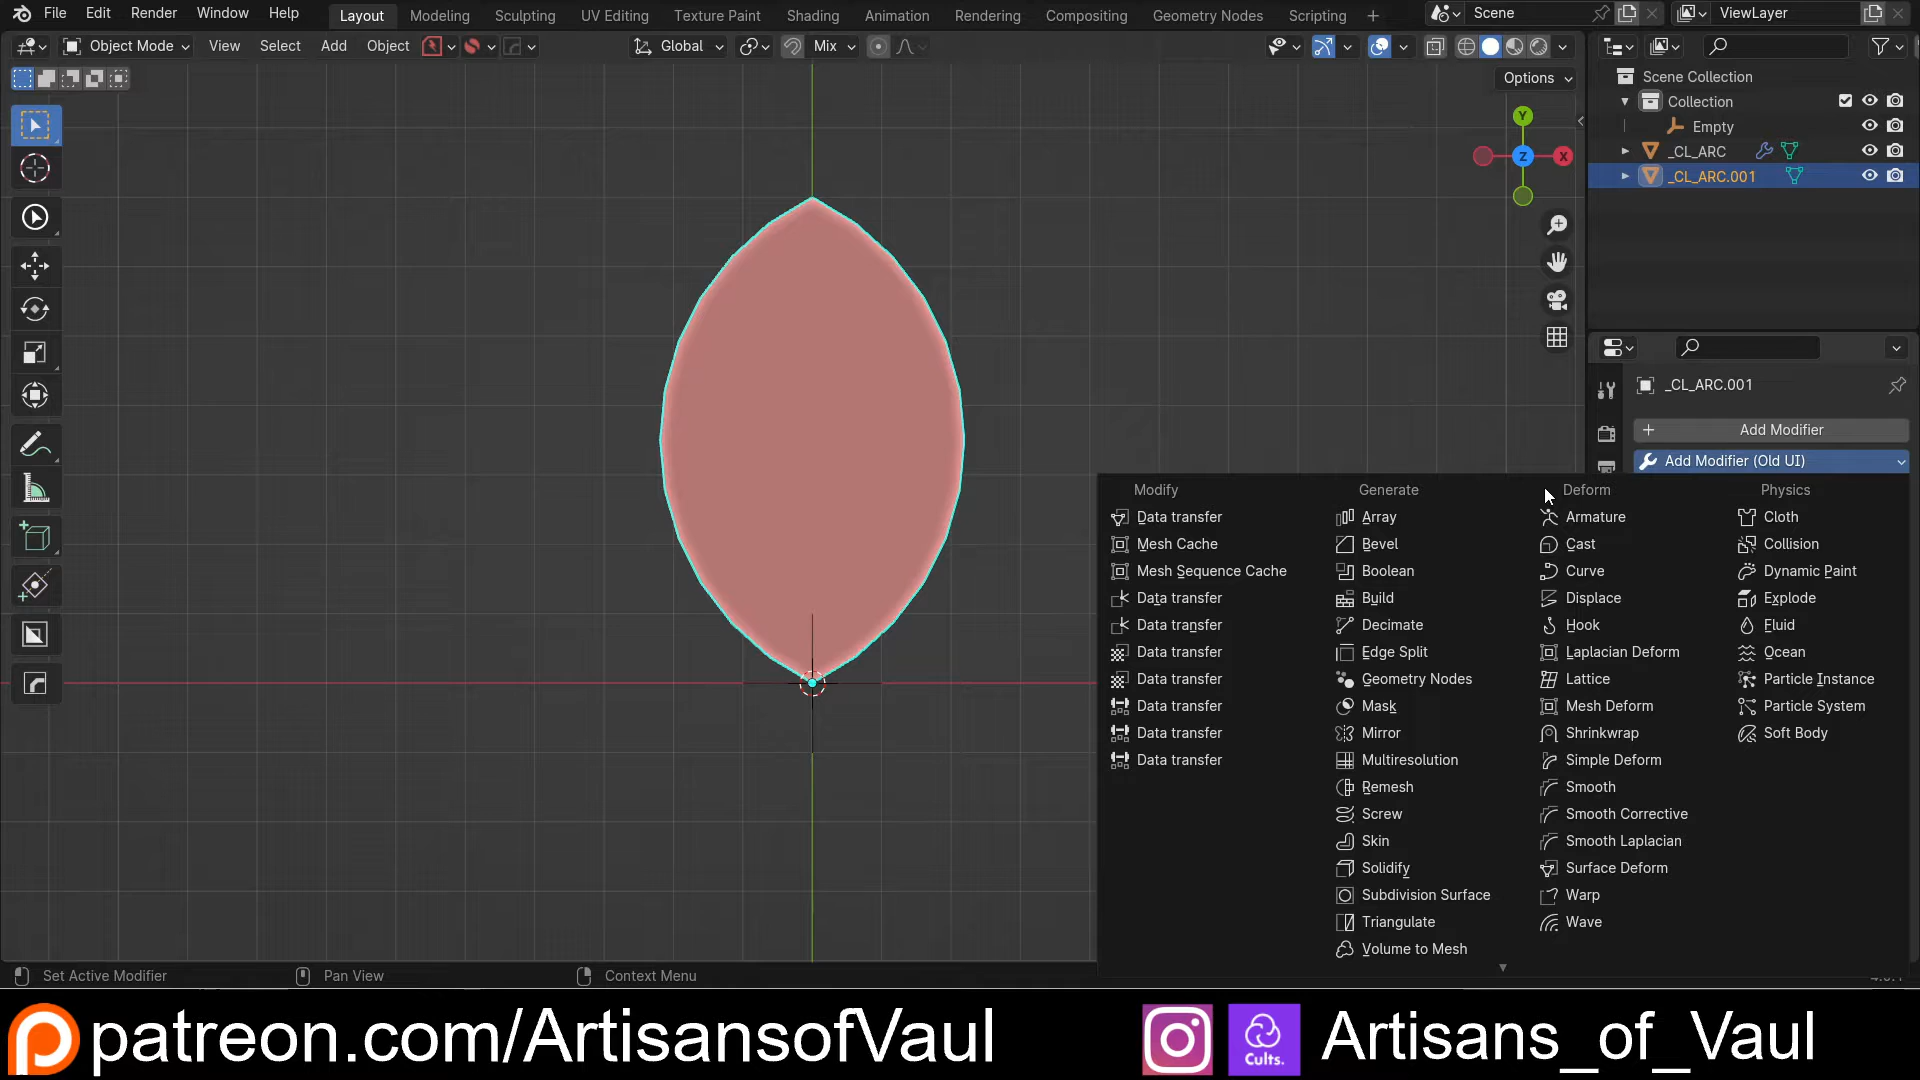 File Edit Render Window Help Layout Modeling Sculpting UV Editing Texture Paint Shading Animation Rendering Compositing Geometry Nodes Scripting + Scene ViewLayer
Object Mode View Select Add Object Global Mix
Options
Scene Collection
Collection
Empty
_CL_ARC
_CL_ARC.001
Y
Z X
_CL_ARC.001
+ Add Modifier
Add Modifier (Old UI)
Modify Generate Deform Physics
Data transfer Array Armature Cloth
Mesh Cache Bevel Cast Collision
Mesh Sequence Cache Boolean Curve Dynamic Paint
Data transfer Build Displace Explode
Data transfer Decimate Hook Fluid
Data transfer Edge Split Laplacian Deform Ocean
Data transfer Geometry Nodes Lattice Particle Instance
Data transfer Mask Mesh Deform Particle System
Data transfer Mirror Shrinkwrap Soft Body
Data transfer Multiresolution Simple Deform
Remesh Smooth
Screw Smooth Corrective
Skin Smooth Laplacian
Solidify Surface Deform
Subdivision Surface Warp
Triangulate Wave
Volume to Mesh
Set Active Modifier Pan View Context Menu
patreon.com/ArtisansofVaul Cults. Artisans_of_Vaul